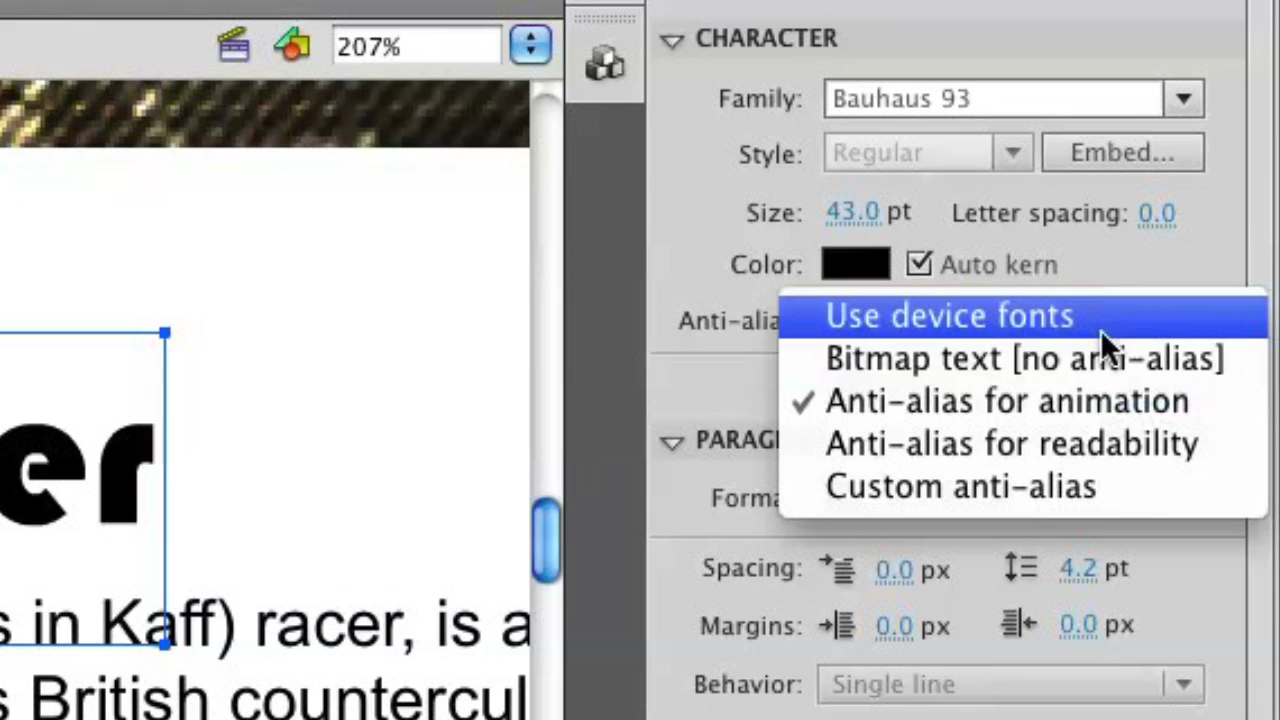 207%
CHARACTER
Family: Bauhaus 93
Style: Regular Embed...
Size: 43.0 pt Letter spacing: 0.0
Color: Auto kern
Anti-alia
Use device fonts
Bitmap text [no anti-alias]
Anti-alias for animation
Anti-alias for readability
Custom anti-alias
PARAG
Forma
Spacing: 0.0 px 4.2 pt
Margins: 0.0 px 0.0 px
Behavior: Single line
er
s in Kaff) racer, is a
s British countercul